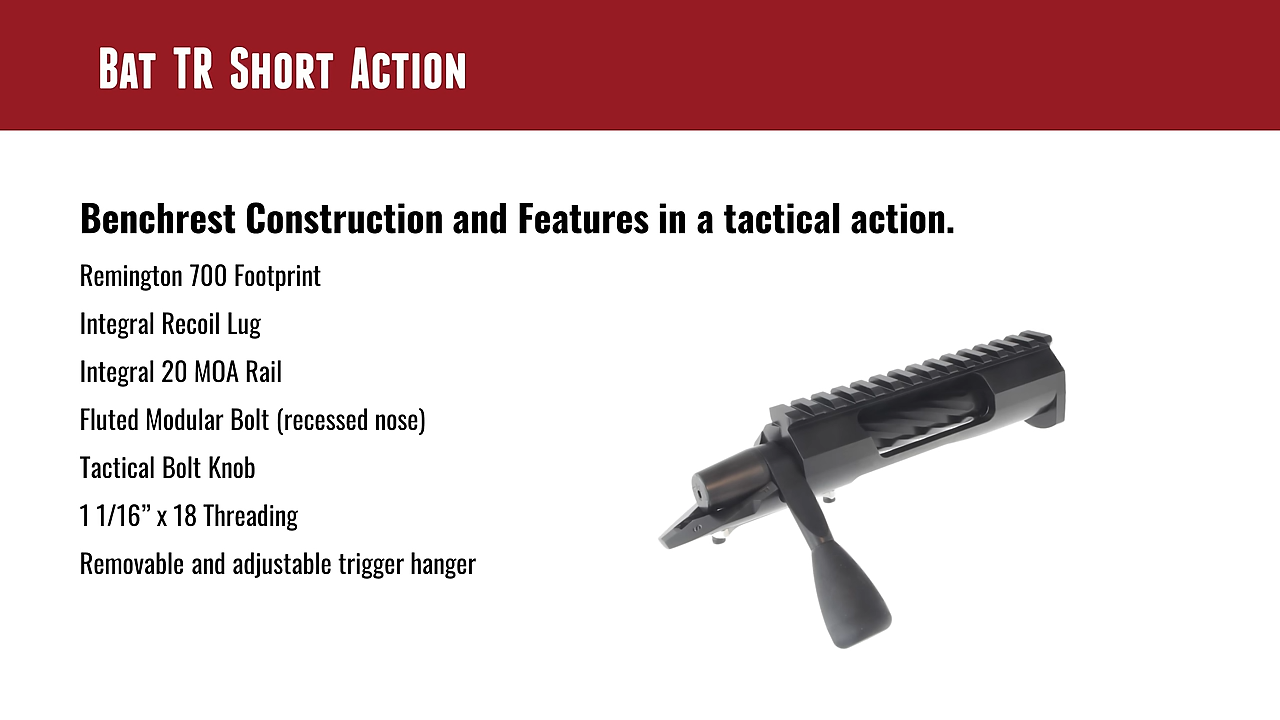 Bat TR Short Action
Benchrest Construction and Features in a tactical action.
Remington 700 Footprint
Integral Recoil Lug
Integral 20 MOA Rail
Fluted Modular Bolt (recessed nose)
Tactical Bolt Knob
1 1/16” x 18 Threading
Removable and adjustable trigger hanger